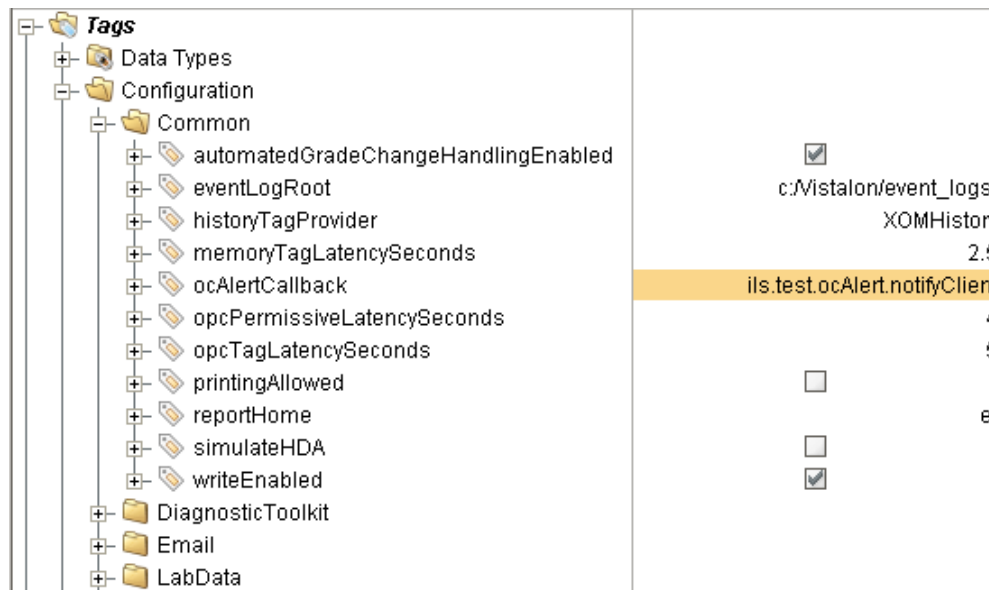 Tags
Data Types
Configuration
Common
automatedGradeChangeHandlingEnabled
eventLogRoot c:/Vistalon/event_logs
historyTagProvider XOMHistor
memoryTagLatencySeconds 2.
ocAlertCallback ils.test.ocAlert.notifyClien
opcPermissiveLatencySeconds
opcTagLatencySeconds
printingAllowed
reportHome e
simulateHDA
writeEnabled
DiagnosticToolkit
Email
LabData